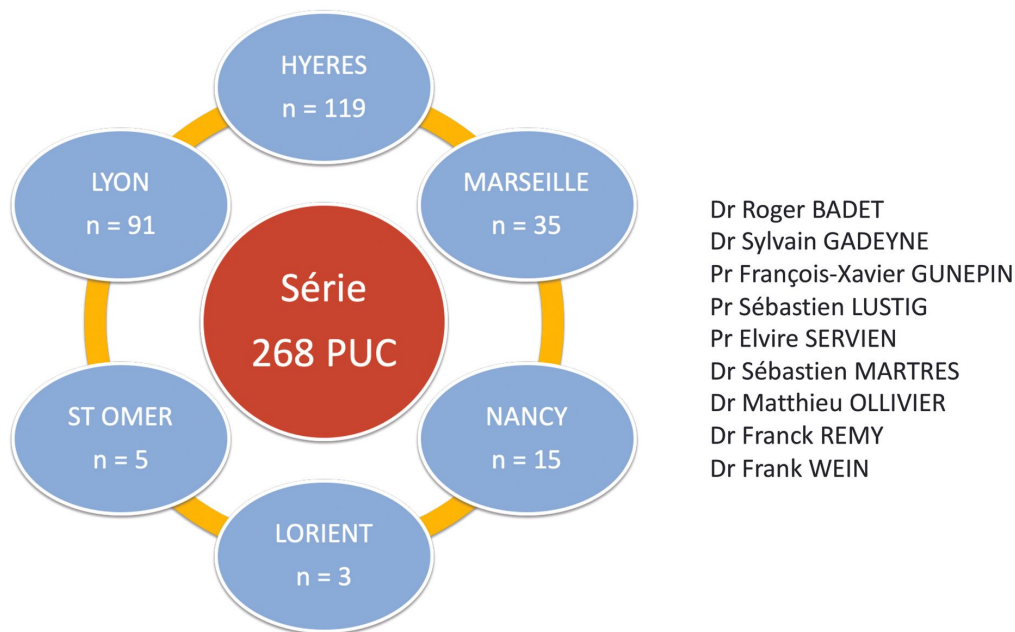 HYERES
n = 119
LYON
n = 91
MARSEILLE
n = 35
Série
268 PUC
ST OMER
n = 5
NANCY
n = 15
LORIENT
n = 3
Dr Roger BADET
Dr Sylvain GADEYNE
Pr François-Xavier GUNEPIN
Pr Sébastien LUSTIG
Pr Elvire SERVIEN
Dr Sébastien MARTRES
Dr Matthieu OLLIVIER
Dr Franck REMY
Dr Frank WEIN